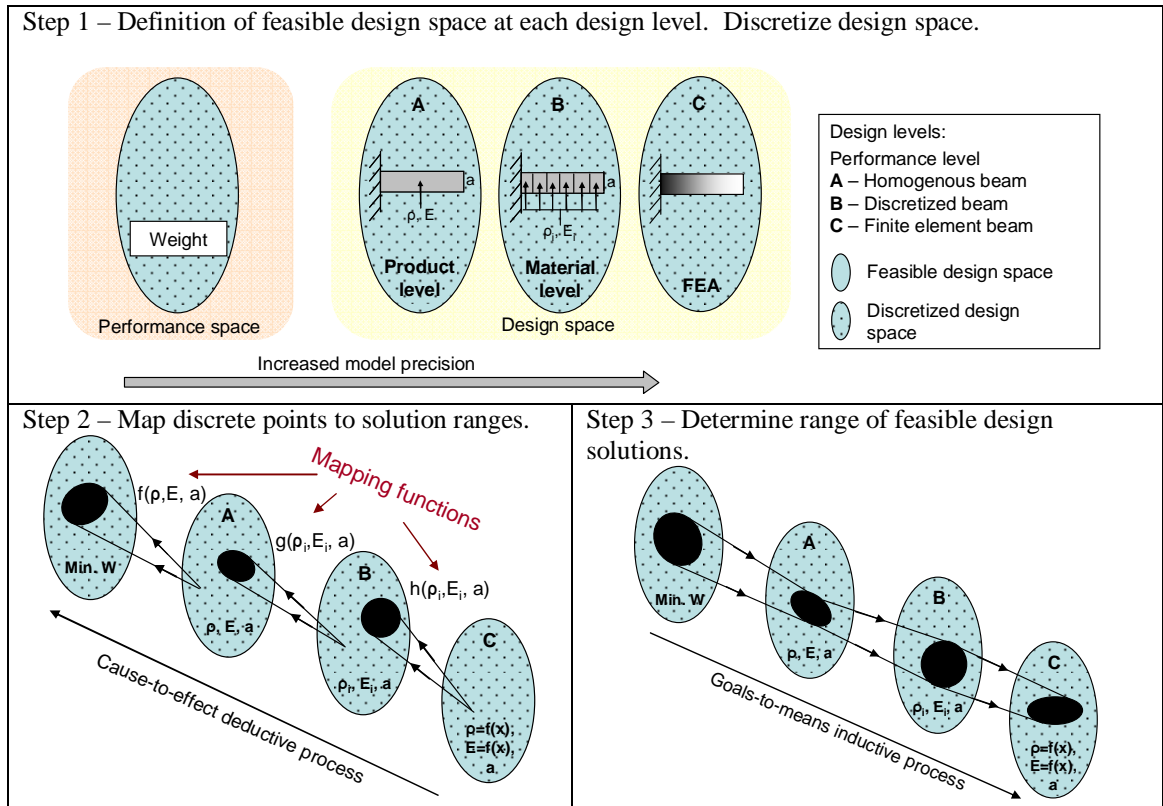 Step 1 – Definition of feasible design space at each design level. Discretize design space.
Weight
Performance space
A
a
ρ, E
Product
level
B
a
ρi, Ei
Material
level
C
FEA
Design space
Increased model precision
Design levels:
Performance level
A – Homogenous beam
B – Discretized beam
C – Finite element beam
Feasible design space
Discretized design
space
Step 2 – Map discrete points to solution ranges.
Mapping functions
f(ρ,E, a)
g(ρi,Ei, a)
h(ρi,Ei, a)
Min. W
A
ρ, E, a
B
ρi, Ei, a
C
ρ=f(x),
E=f(x),
a
Cause-to-effect deductive process
Step 3 – Determine range of feasible design
solutions.
Min. W
A
ρ, E, a
B
ρi, Ei, a
C
ρ=f(x),
E=f(x),
a
Goals-to-means inductive process